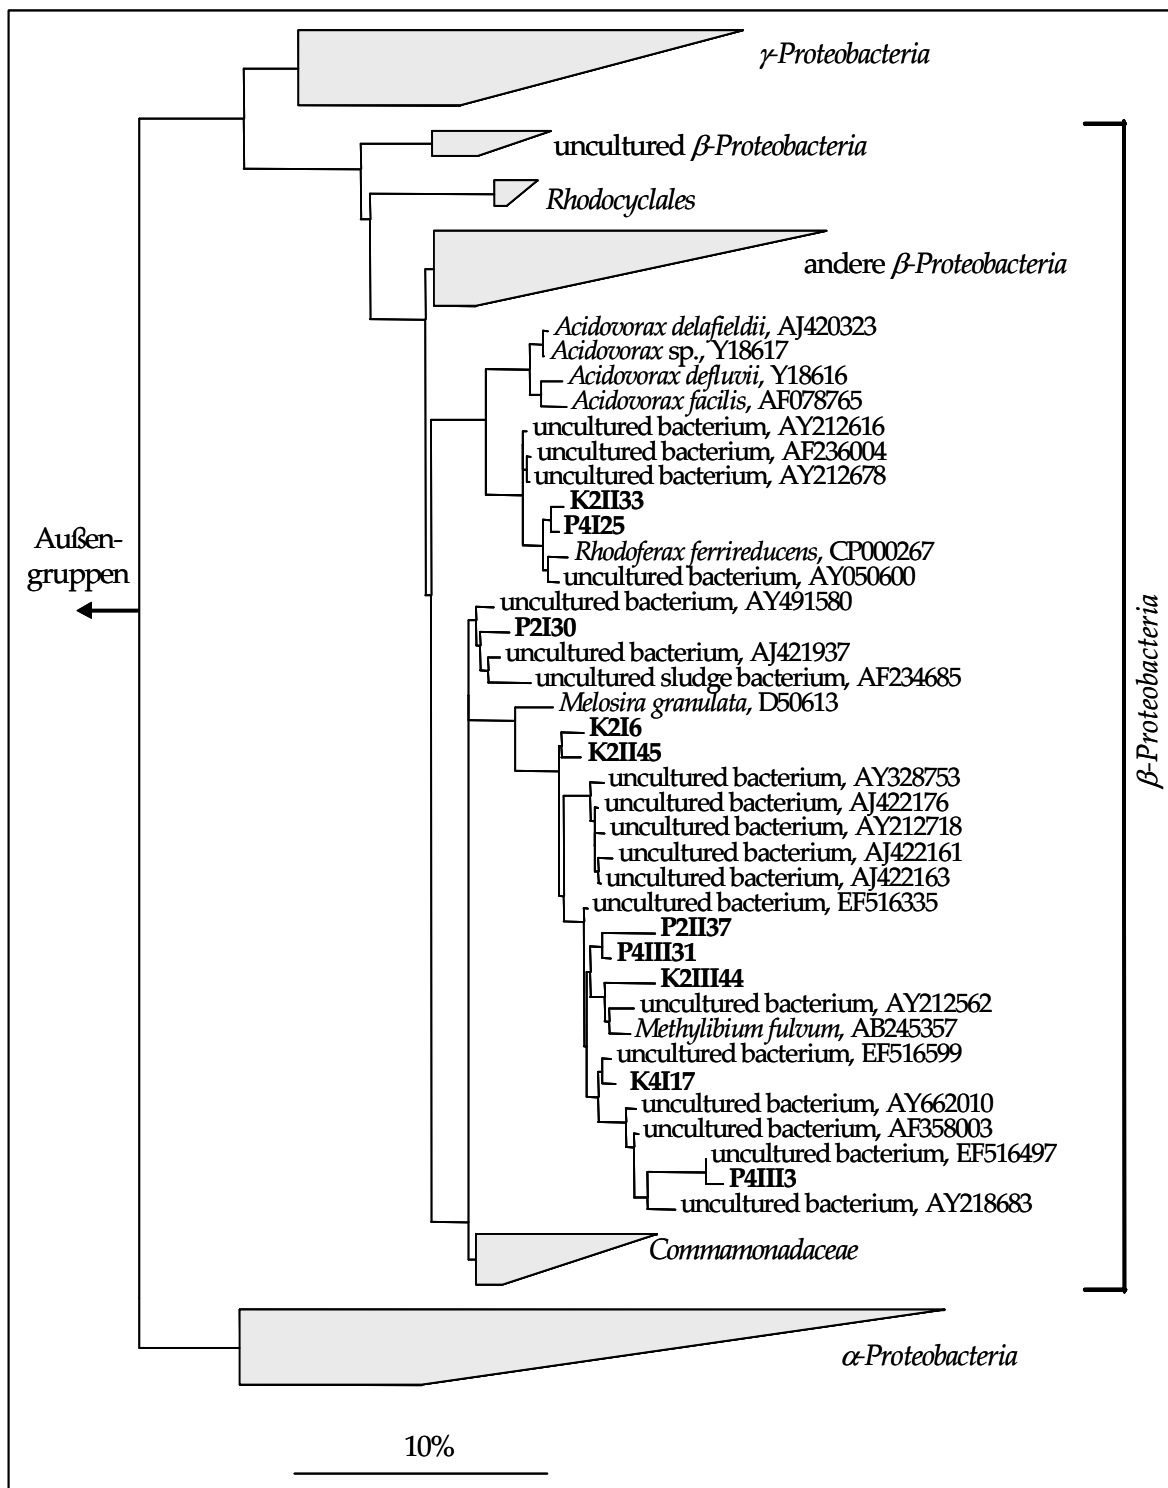 γ-Proteobacteria
uncultured β-Proteobacteria
Rhodocyclales
andere β-Proteobacteria
Acidovorax delafieldii, AJ420323
Acidovorax sp., Y18617
Acidovorax defluvii, Y18616
Acidovorax facilis, AF078765
uncultured bacterium, AY212616
uncultured bacterium, AF236004
uncultured bacterium, AY212678
K2II33
P4I25
Rhodoferax ferrireducens, CP000267
uncultured bacterium, AY050600
uncultured bacterium, AY491580
P2I30
uncultured bacterium, AJ421937
uncultured sludge bacterium, AF234685
Melosira granulata, D50613
K2I6
K2II45
uncultured bacterium, AY328753
uncultured bacterium, AJ422176
uncultured bacterium, AY212718
uncultured bacterium, AJ422161
uncultured bacterium, AJ422163
uncultured bacterium, EF516335
P2II37
P4III31
K2III44
uncultured bacterium, AY212562
Methylibium fulvum, AB245357
uncultured bacterium, EF516599
K4I17
uncultured bacterium, AY662010
uncultured bacterium, AF358003
uncultured bacterium, EF516497
P4III3
uncultured bacterium, AY218683
Commamonadaceae
α-Proteobacteria
Außen-
gruppen
β-Proteobacteria
10%